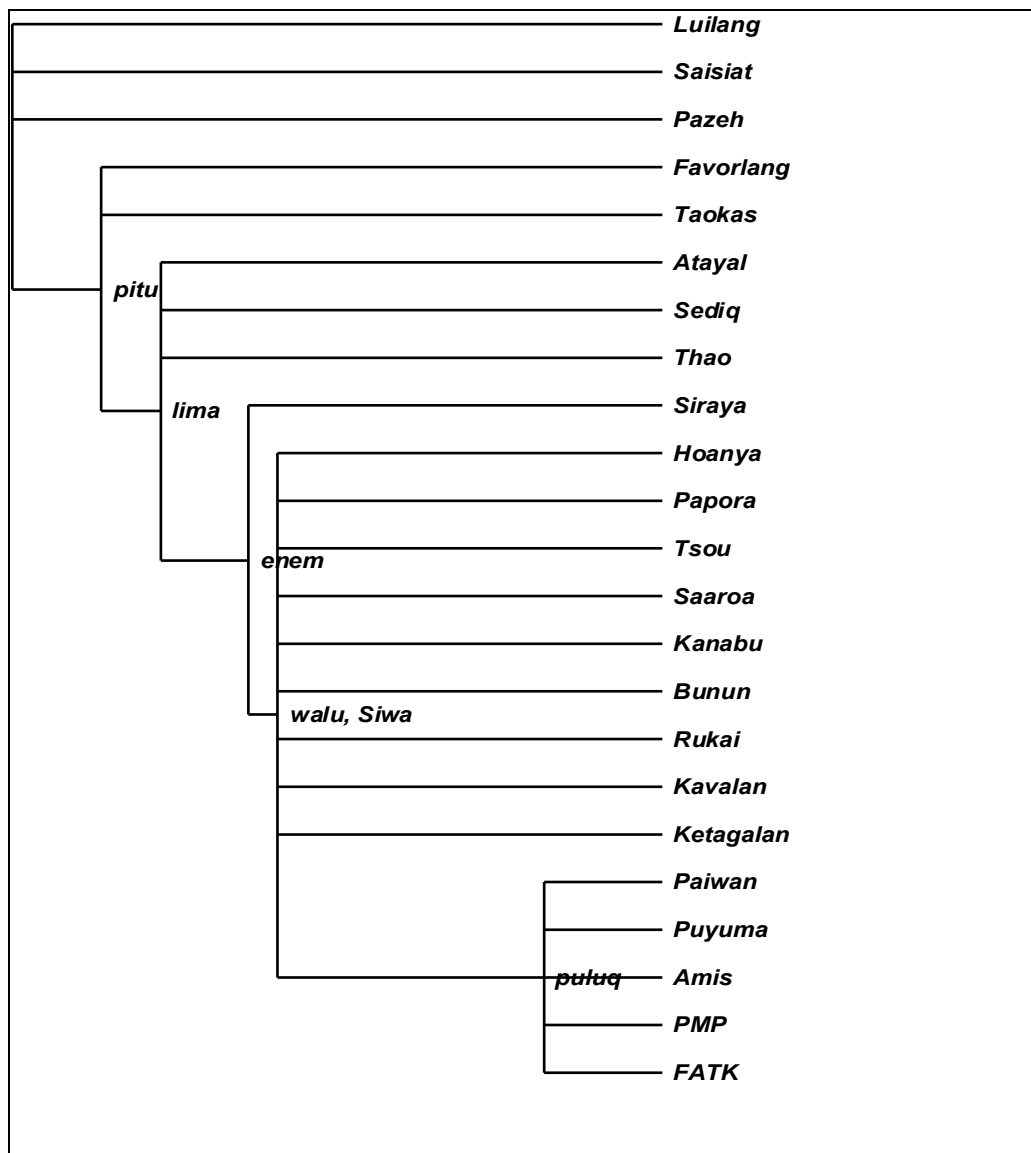 Luilang
Saisiat
Pazeh
Favorlang
Taokas
Atayal
pitu
Sediq
Thao
Siraya
lima
Hoanya
Papora
Tsou
enem
Saaroa
Kanabu
Bunun
walu, Siwa
Rukai
Kavalan
Ketagalan
Paiwan
Puyuma
puluq
Amis
PMP
FATK